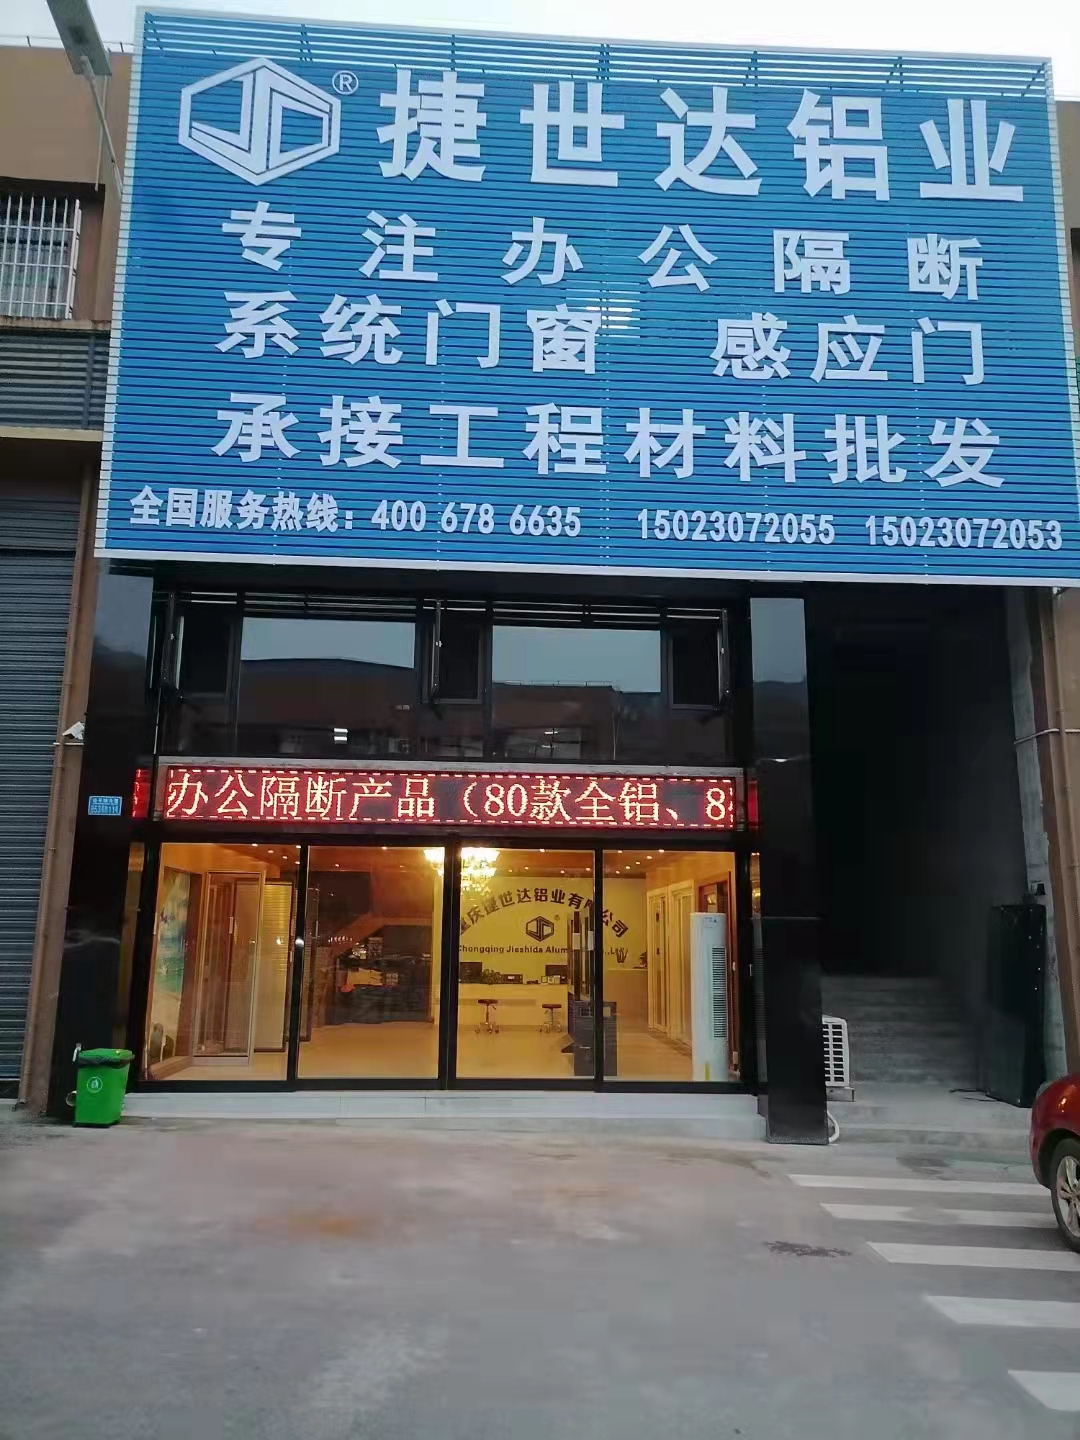 ® 捷世达铝业
专注办公隔断
系统门窗 感应门
承接工程材料批发
全国服务热线：400 678 6635 15023072055 15023072053
办公隔断产品（80款全铝、8
庆捷世达铝业有限公司
®
Chongqing Jieshida Alum